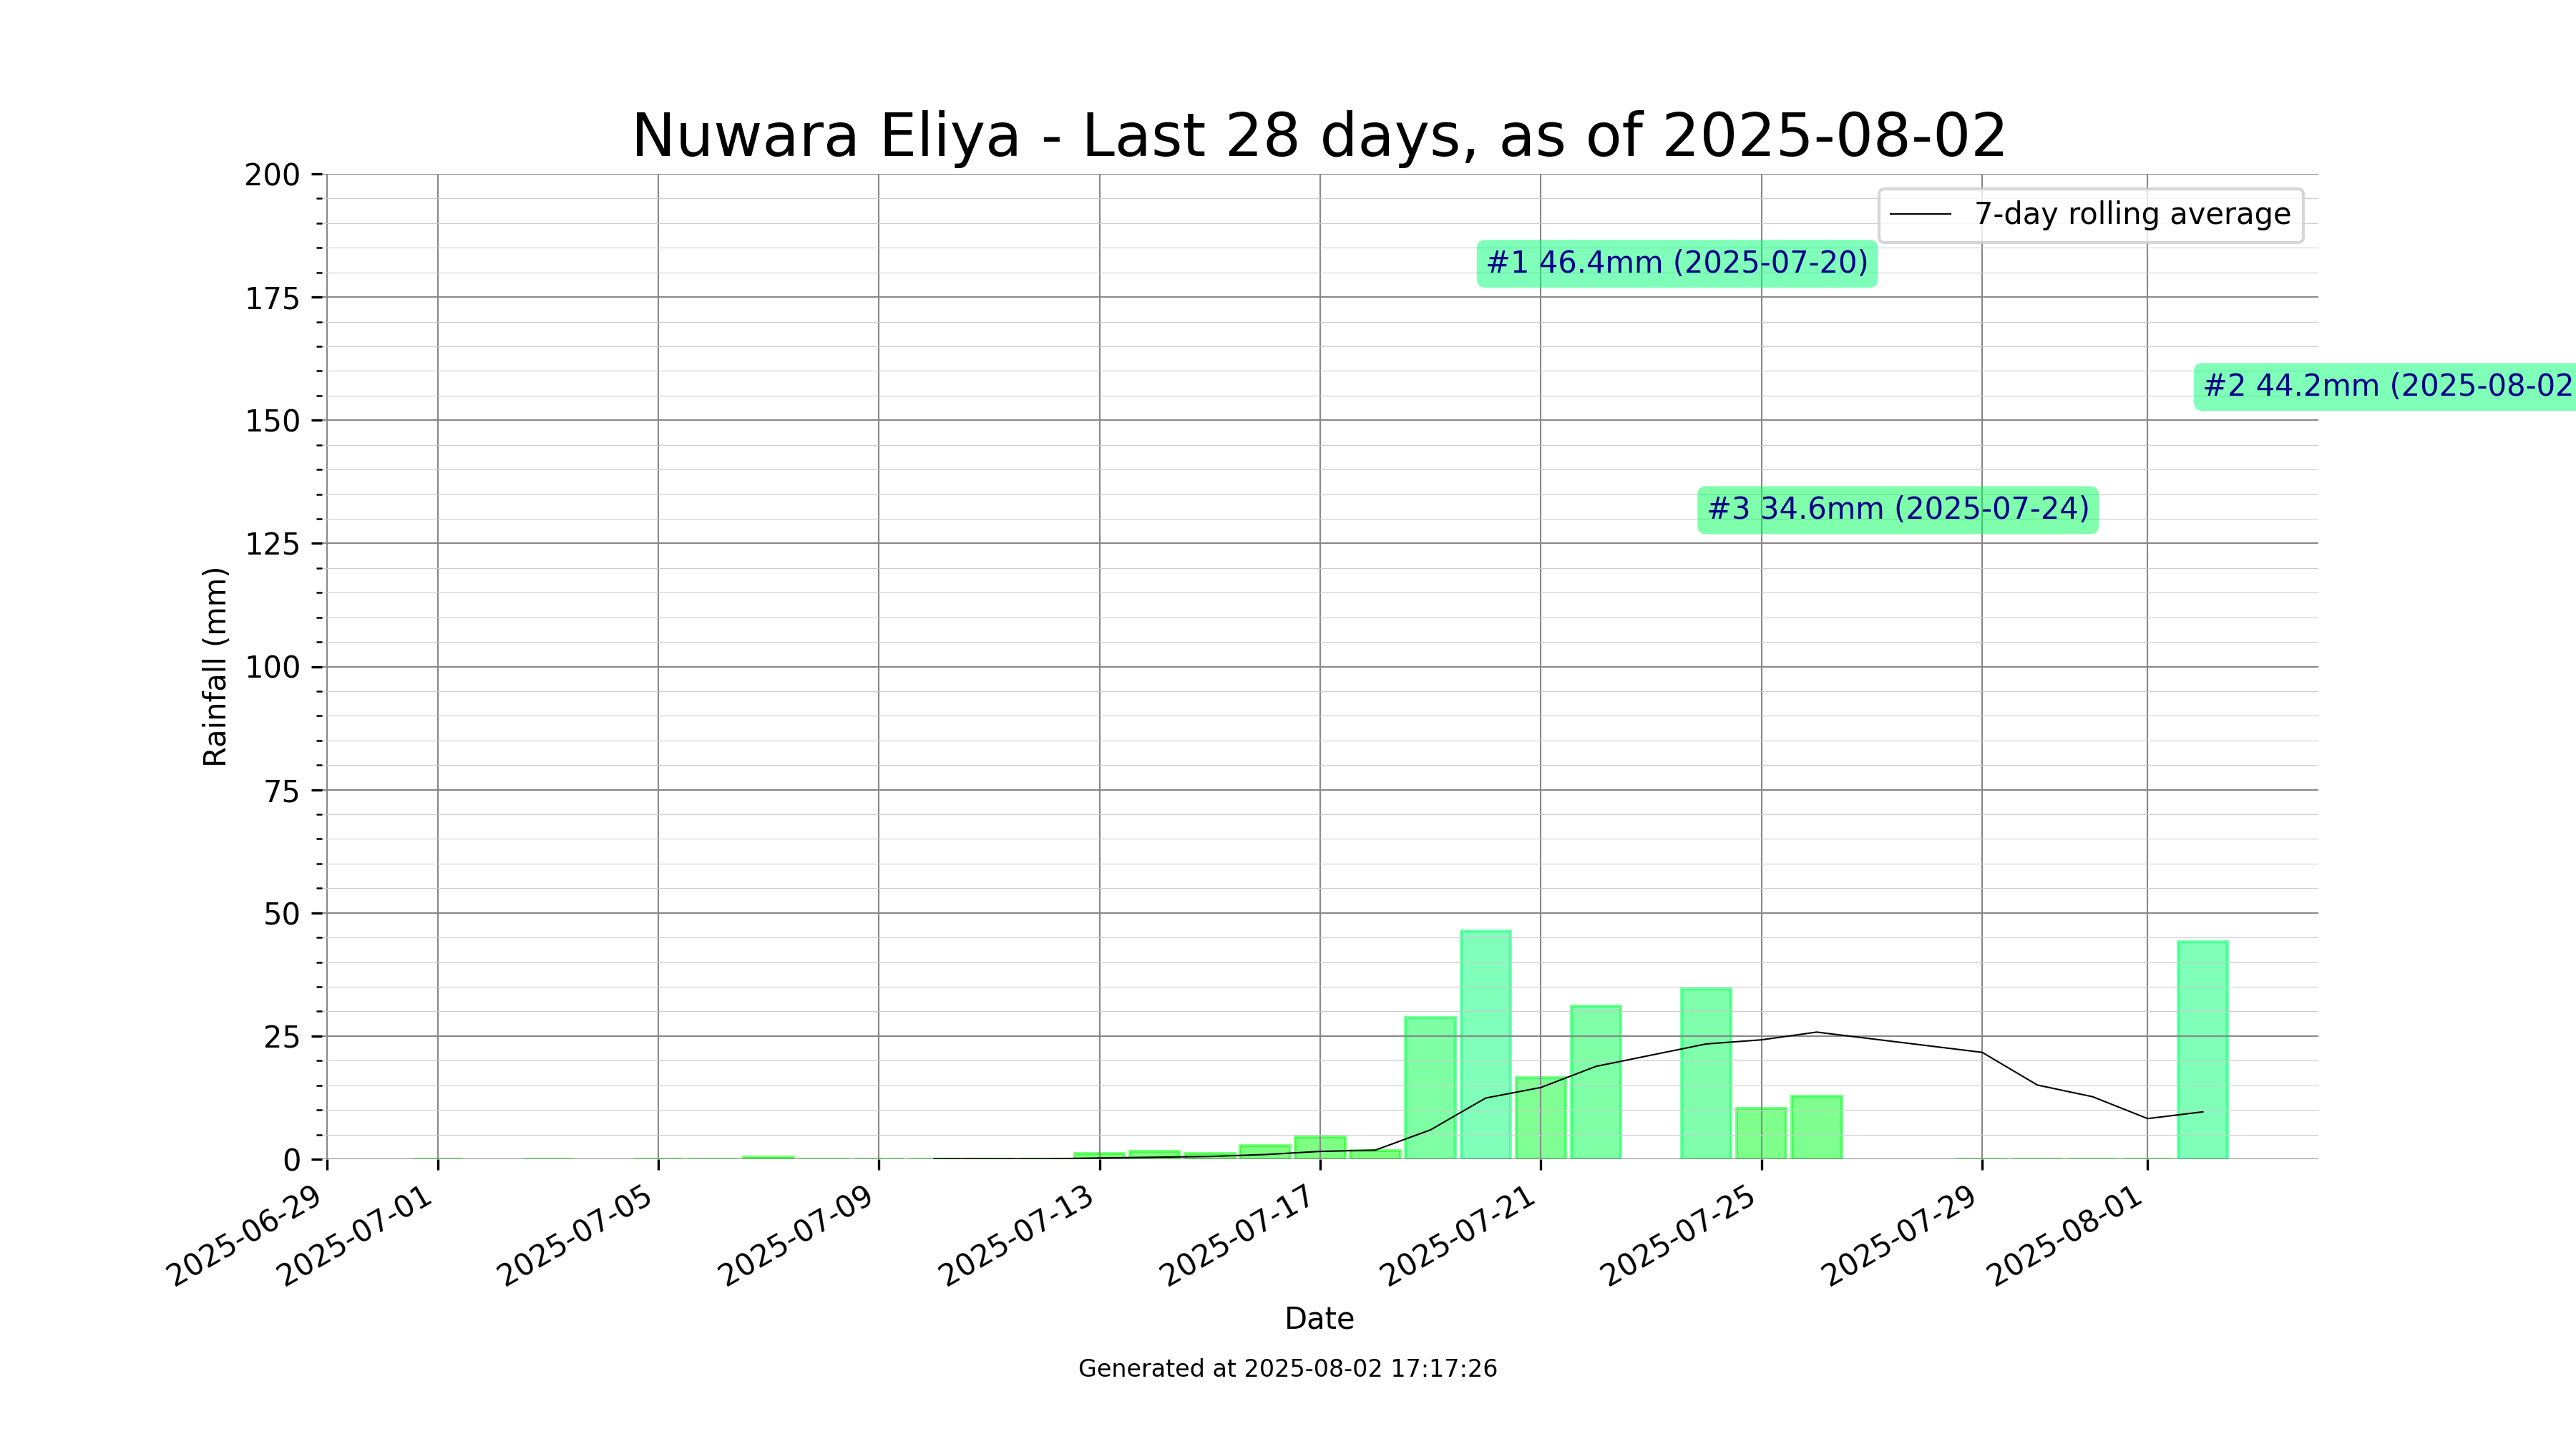 Nuwara Eliya - Last 28 days, as of 2025-08-02
7-day rolling average
#1 46.4mm (2025-07-20)
#2 44.2mm (2025-08-02
#3 34.6mm (2025-07-24)
Rainfall (mm)
200
175
150
125
100
75
50
25
0
2025-06-29
2025-07-01
2025-07-05
2025-07-09
2025-07-13
2025-07-17
2025-07-21
2025-07-25
2025-07-29
2025-08-01
Date
Generated at 2025-08-02 17:17:26